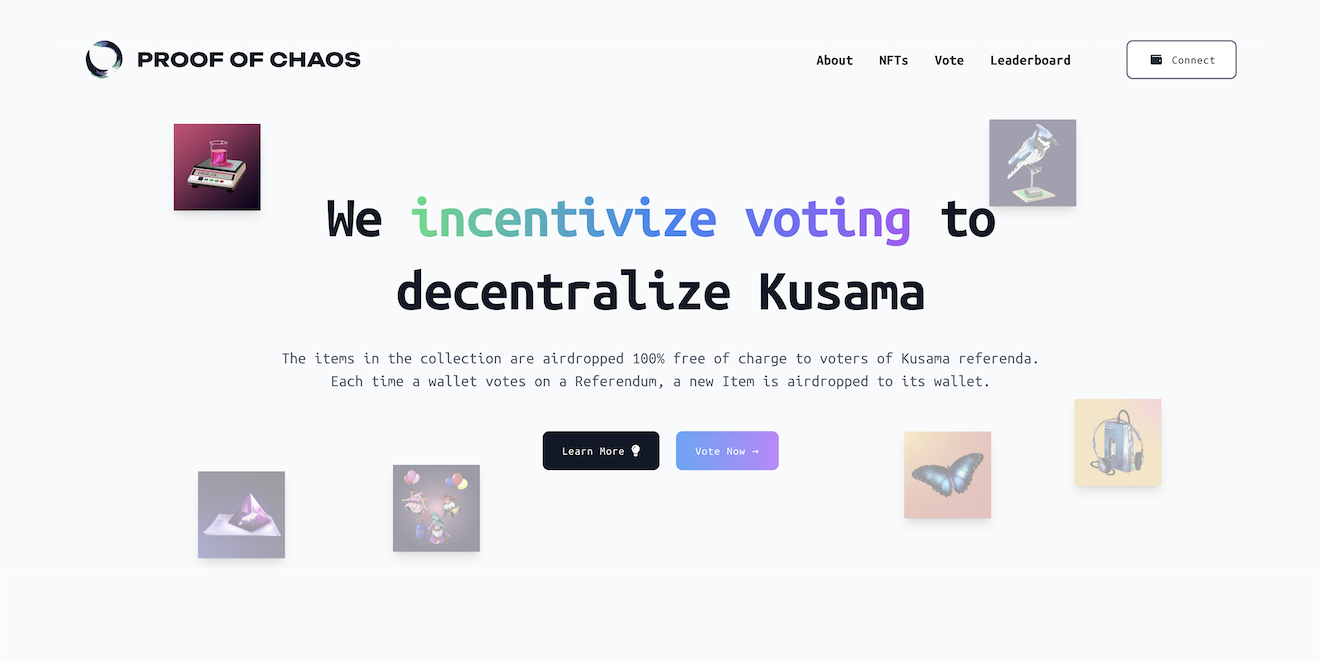 PROOF OF CHAOS
About NFTs Vote Leaderboard Connect
We incentivize voting to
decentralize Kusama
The items in the collection are airdropped 100% free of charge to voters of Kusama referenda.
Each time a wallet votes on a Referendum, a new Item is airdropped to its wallet.
Learn More Vote Now →